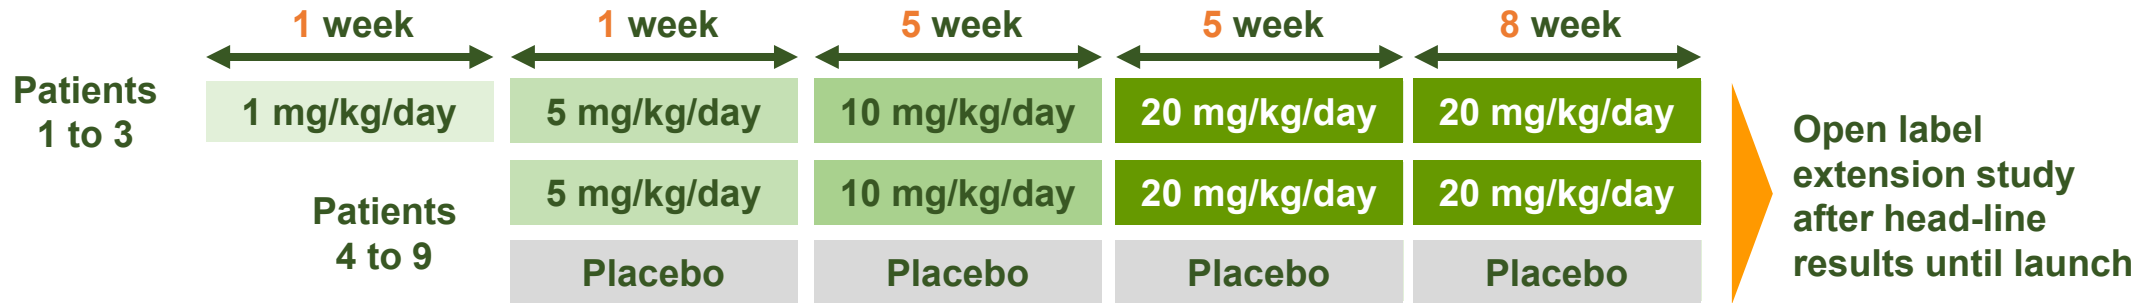 1 week 1 week 5 week 5 week 8 week
Patients
1 to 3
1 mg/kg/day 5 mg/kg/day 10 mg/kg/day 20 mg/kg/day 20 mg/kg/day
Patients
4 to 9
5 mg/kg/day 10 mg/kg/day 20 mg/kg/day 20 mg/kg/day
Placebo Placebo Placebo Placebo
Open label
extension study
after head-line
results until launch